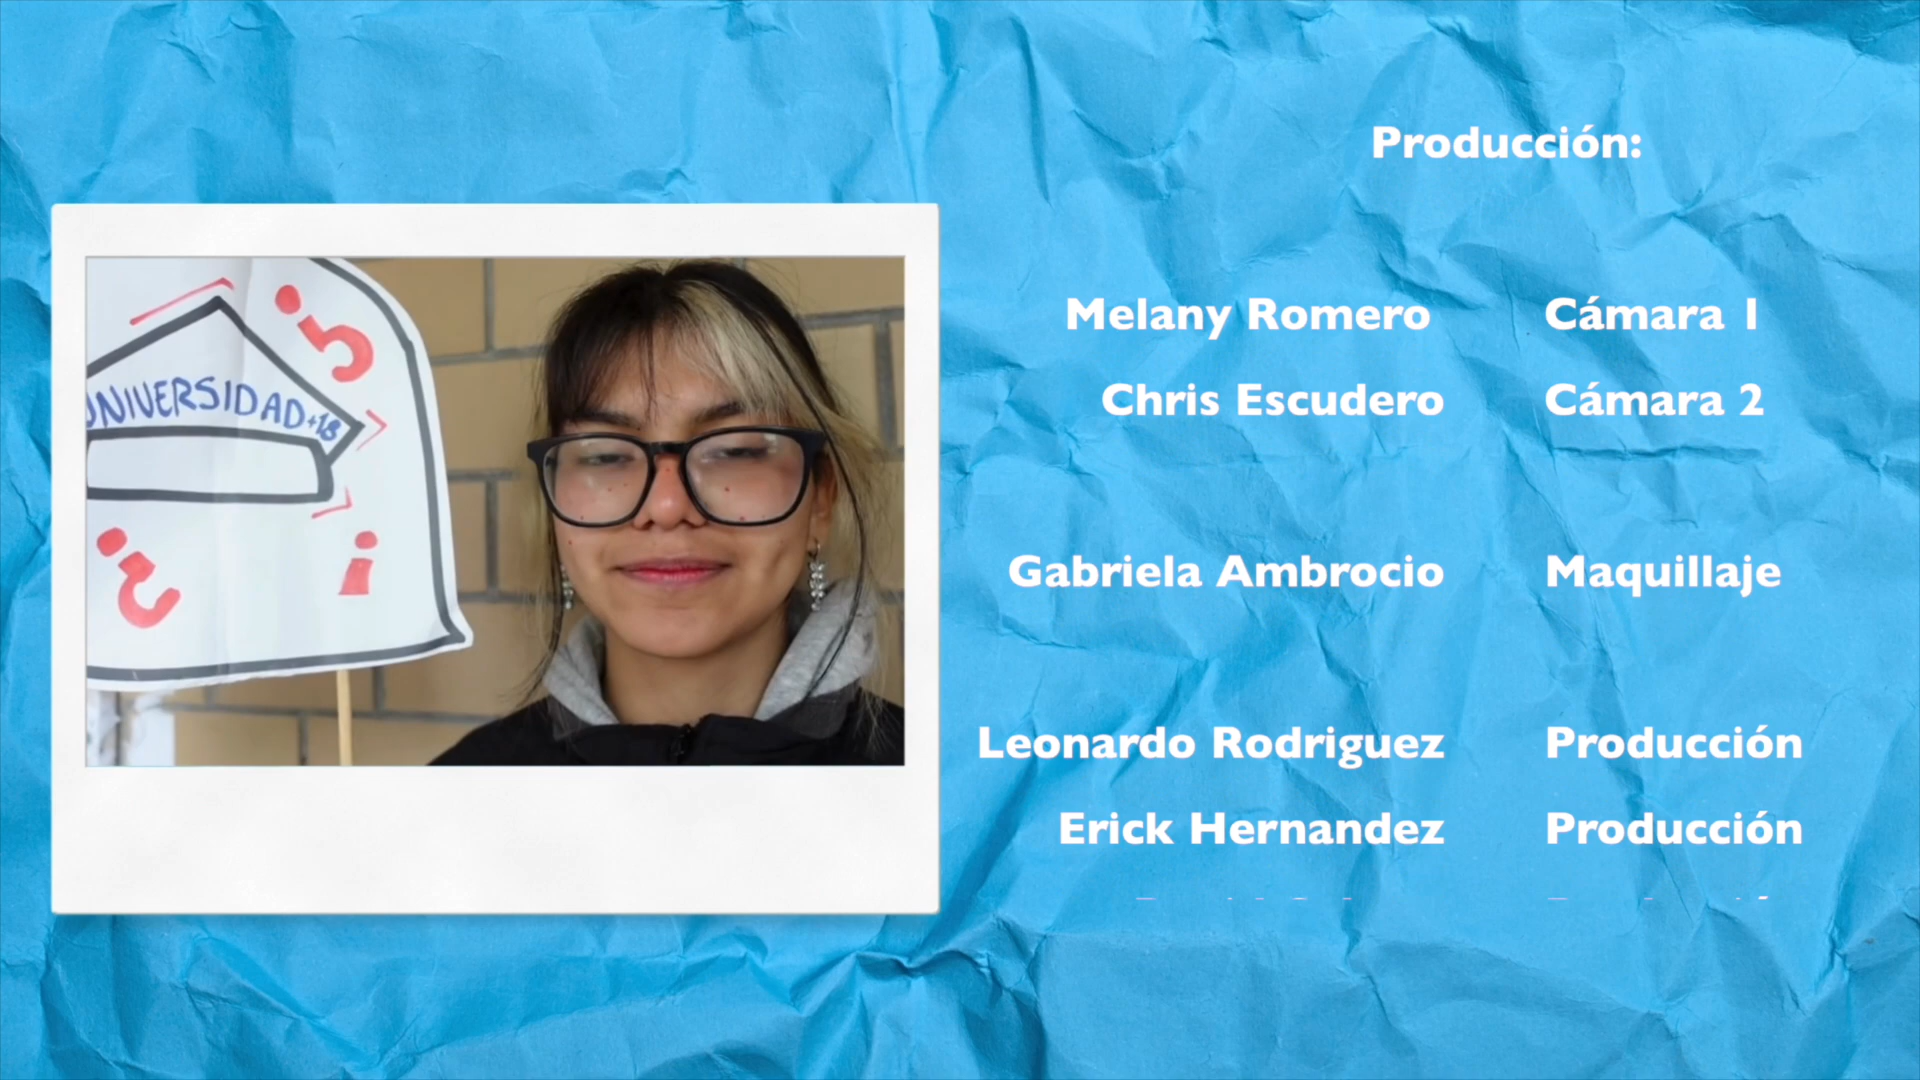 Producción:
Melany Romero Cámara 1
Chris Escudero Cámara 2
Gabriela Ambrocio Maquillaje
Leonardo Rodriguez Producción
Erick Hernandez Producción
UNIVERSIDAD +18